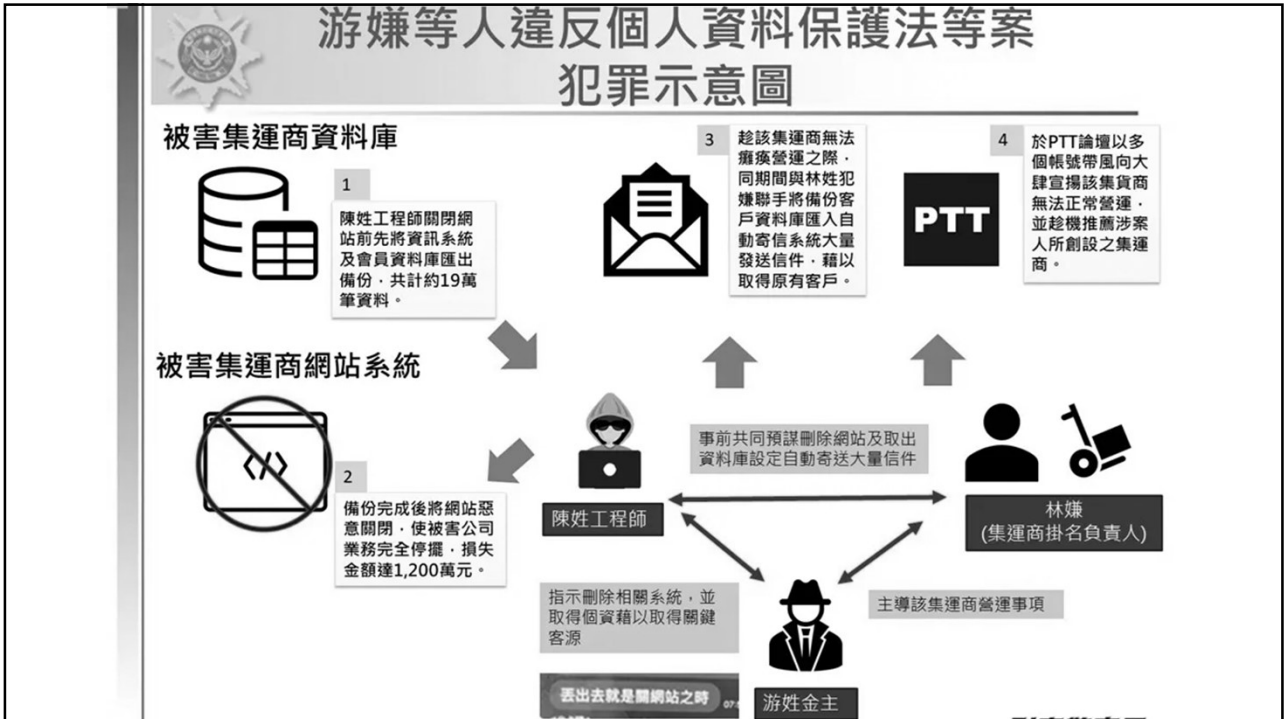 游嫌等人違反個人資料保護法等案
犯罪示意圖
被害集運商資料庫
1
陳姓工程師關閉網
站前先將資訊系統
及會員資料庫匯出
備份，共計約19萬
筆資料。
3
趁該集運商無法
癱瘓營運之際，
同期間與林姓犯
嫌聯手將備份客
戶資料庫匯入自
動寄信系統大量
發送信件，藉以
取得原有客戶。
4
PTT
於PTT論壇以多
個帳號帶風向大
肆宣揚該集貨商
無法正常營運，
並趁機推薦涉案
人所創設之集運
商。
被害集運商網站系統
</>
2
備份完成後將網站惡
意關閉，使被害公司
業務完全停擺，損失
金額達1,200萬元。
事前共同預謀刪除網站及取出
資料庫設定自動寄送大量信件
陳姓工程師
林嫌
(集運商掛名負責人)
指示刪除相關系統，並
取得個資藉以取得關鍵
客源
主導該集運商營運事項
丟出去就是關網站之時
游姓金主